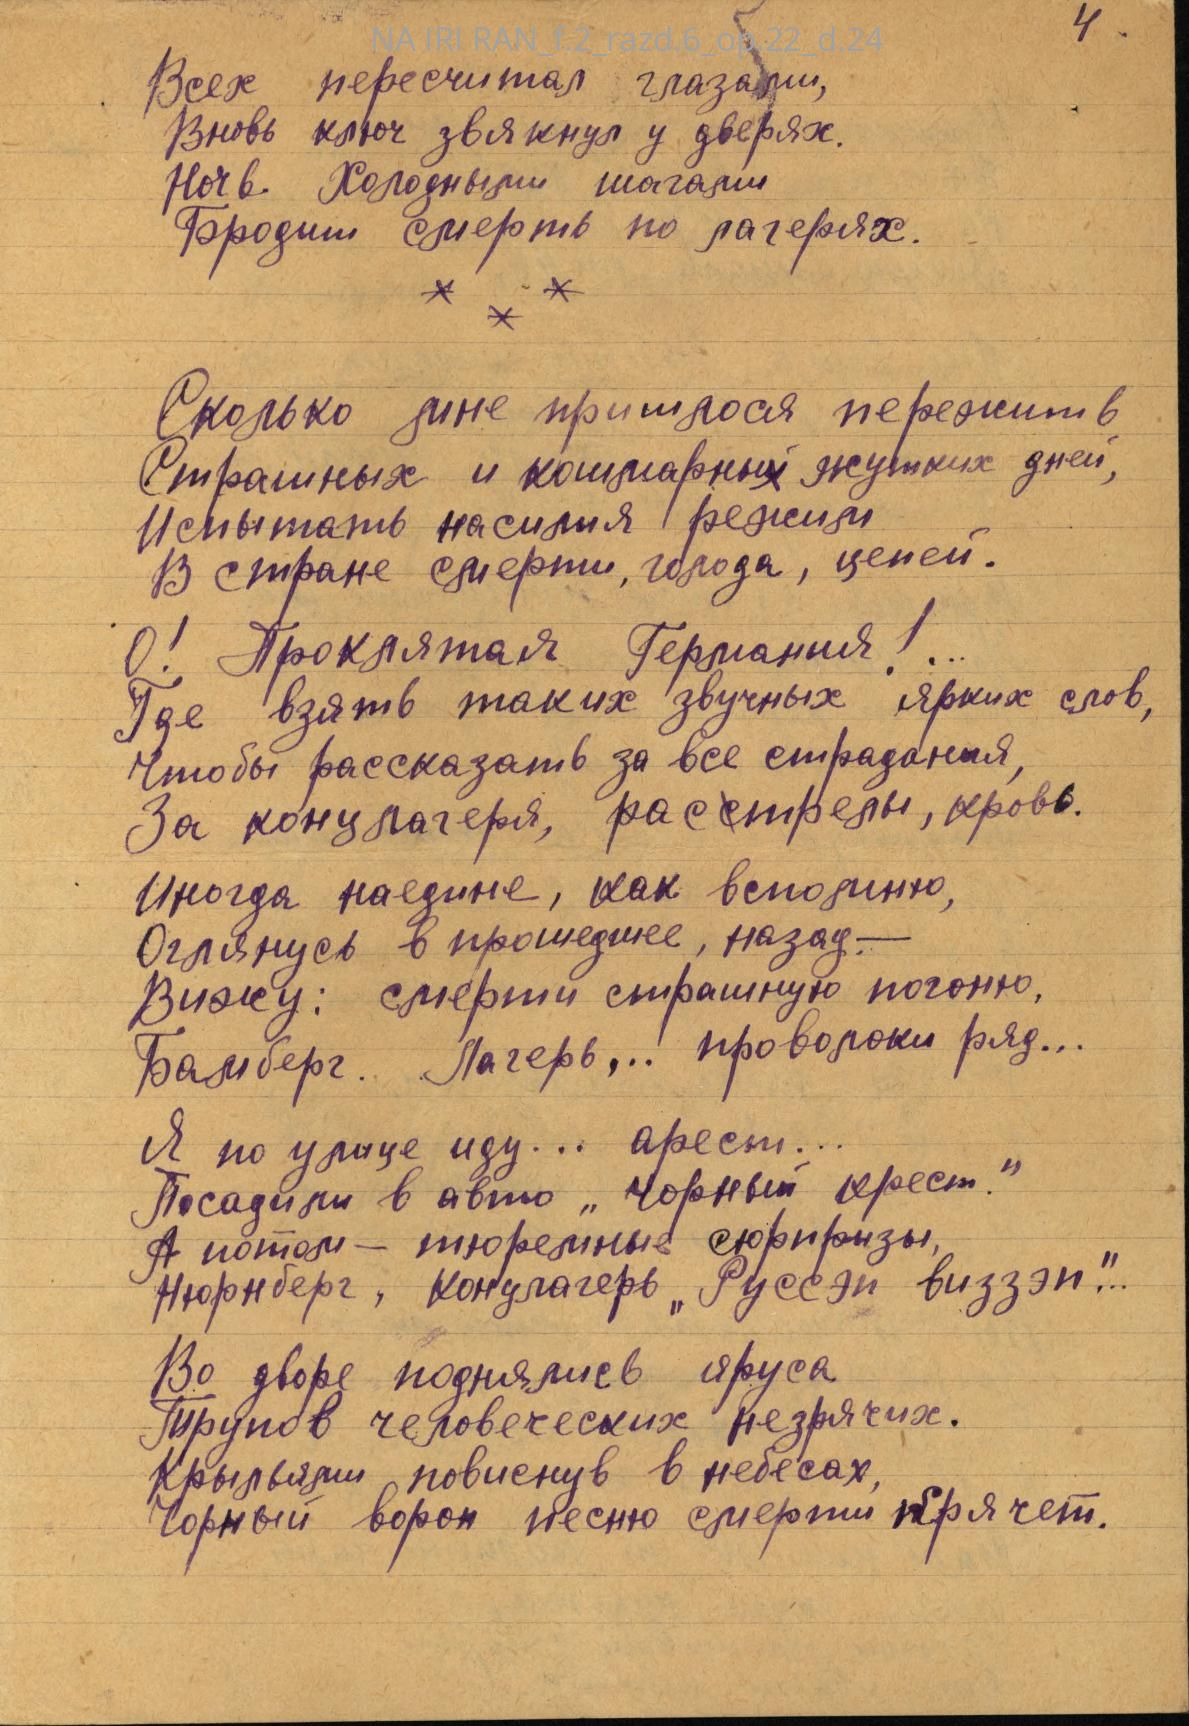 4.
NA IRI RAN_f.2_razd.6_op.22_d.24
Всех пересчитал глазами,
Вновь ключ звякнул у дверях.
Ночь. Холодными шагами
Бродит смерть по лагерях.
* * *
Сколько мне пришлося пережить
Страшных и кошмарных жутких дней,
Испытать насилия режим
В стране смерти, голода, цепей.
О! Проклятая Германия!...
Где взять таких звучных ярких слов,
Чтобы рассказать за все страдания,
За концлагеря, расстрелы, кровь.
Иногда наедине, как вспомню,
Оглянусь в прошедшее, назад —
Вижу: смерти страшную погоню,
Бамберг. Лагерь,... проволоки ряд...
Я по улице иду... арест...
Посадили в авто „чорный крест."
А потом — тюремные сюрпризы,
Нюрнберг, концлагерь „Руссэн виззэн"...
Во дворе поднялись яруса
Трупов человеческих незрячих.
Крыльями повиснув в небесах,
Чорный ворон песню смерти прячет.